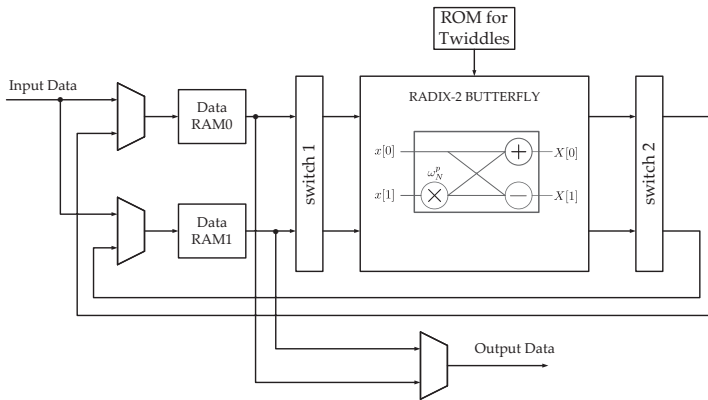 ROM for
Twiddles
Input Data
Data
RAM0
switch 1
RADIX-2 BUTTERFLY
x[0]
X[0]
ω_N^p
x[1]
X[1]
switch 2
Data
RAM1
Output Data